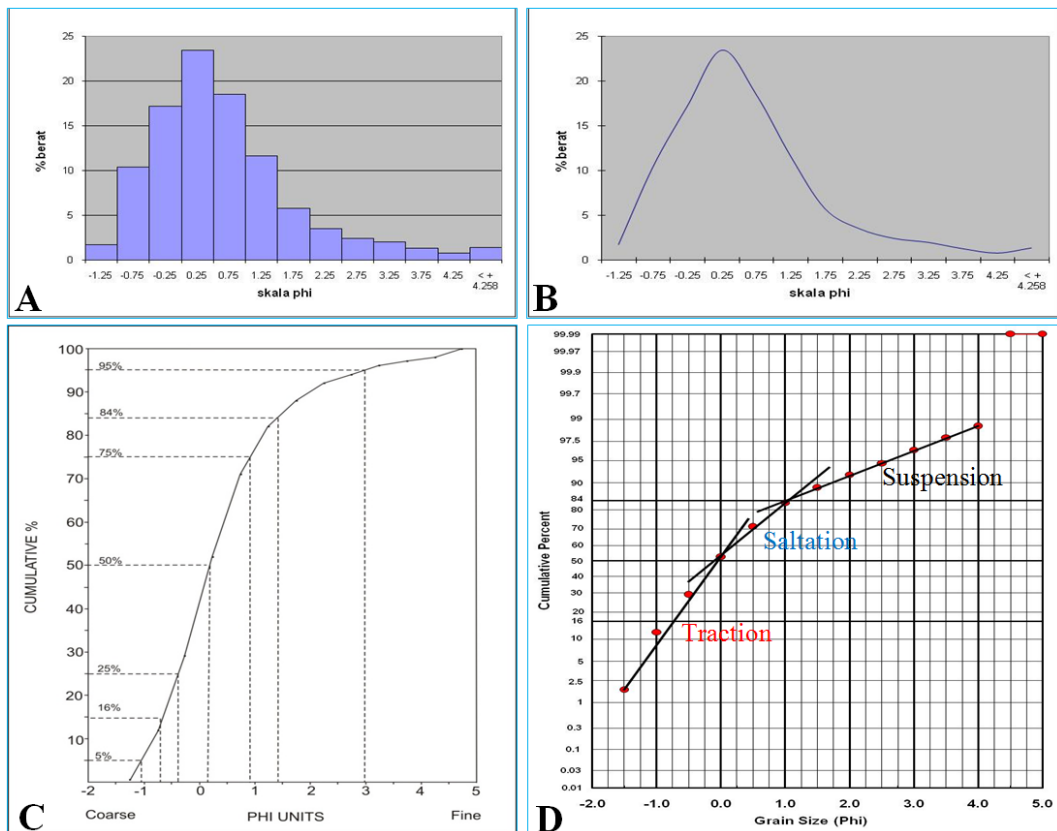 25
20
15
10
5
0
% berat
-1.25 -0.75 -0.25 0.25 0.75 1.25 1.75 2.25 2.75 3.25 3.75 4.25 < +
4.258
skala phi
A
25
20
15
10
5
0
% berat
-1.25 -0.75 -0.25 0.25 0.75 1.25 1.75 2.25 2.75 3.25 3.75 4.25 < +
4.258
skala phi
B
100
90
80
70
60
50
40
30
20
10
CUMULATIVE %
95%
84%
75%
50%
25%
16%
5%
-2 -1 0 1 2 3 4 5
Coarse PHI UNITS Fine
C
99.99
99.97
99.9
99.7
99
97.5
95
90
84
80
70
60
50
40
30
20
16
10
5
2.5
1
0.3
0.1
0.03
0.01
Cumulative Percent
Suspension
Saltation
Traction
-2.0 -1.0 0.0 1.0 2.0 3.0 4.0 5.0
Grain Size (Phi)
D